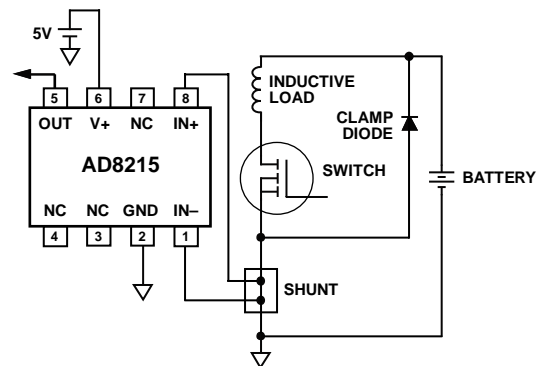 5V
5 6 7 8
OUT V+ NC IN+
AD8215
NC NC GND IN–
4 3 2 1
INDUCTIVE
LOAD
CLAMP
DIODE
SWITCH
BATTERY
SHUNT